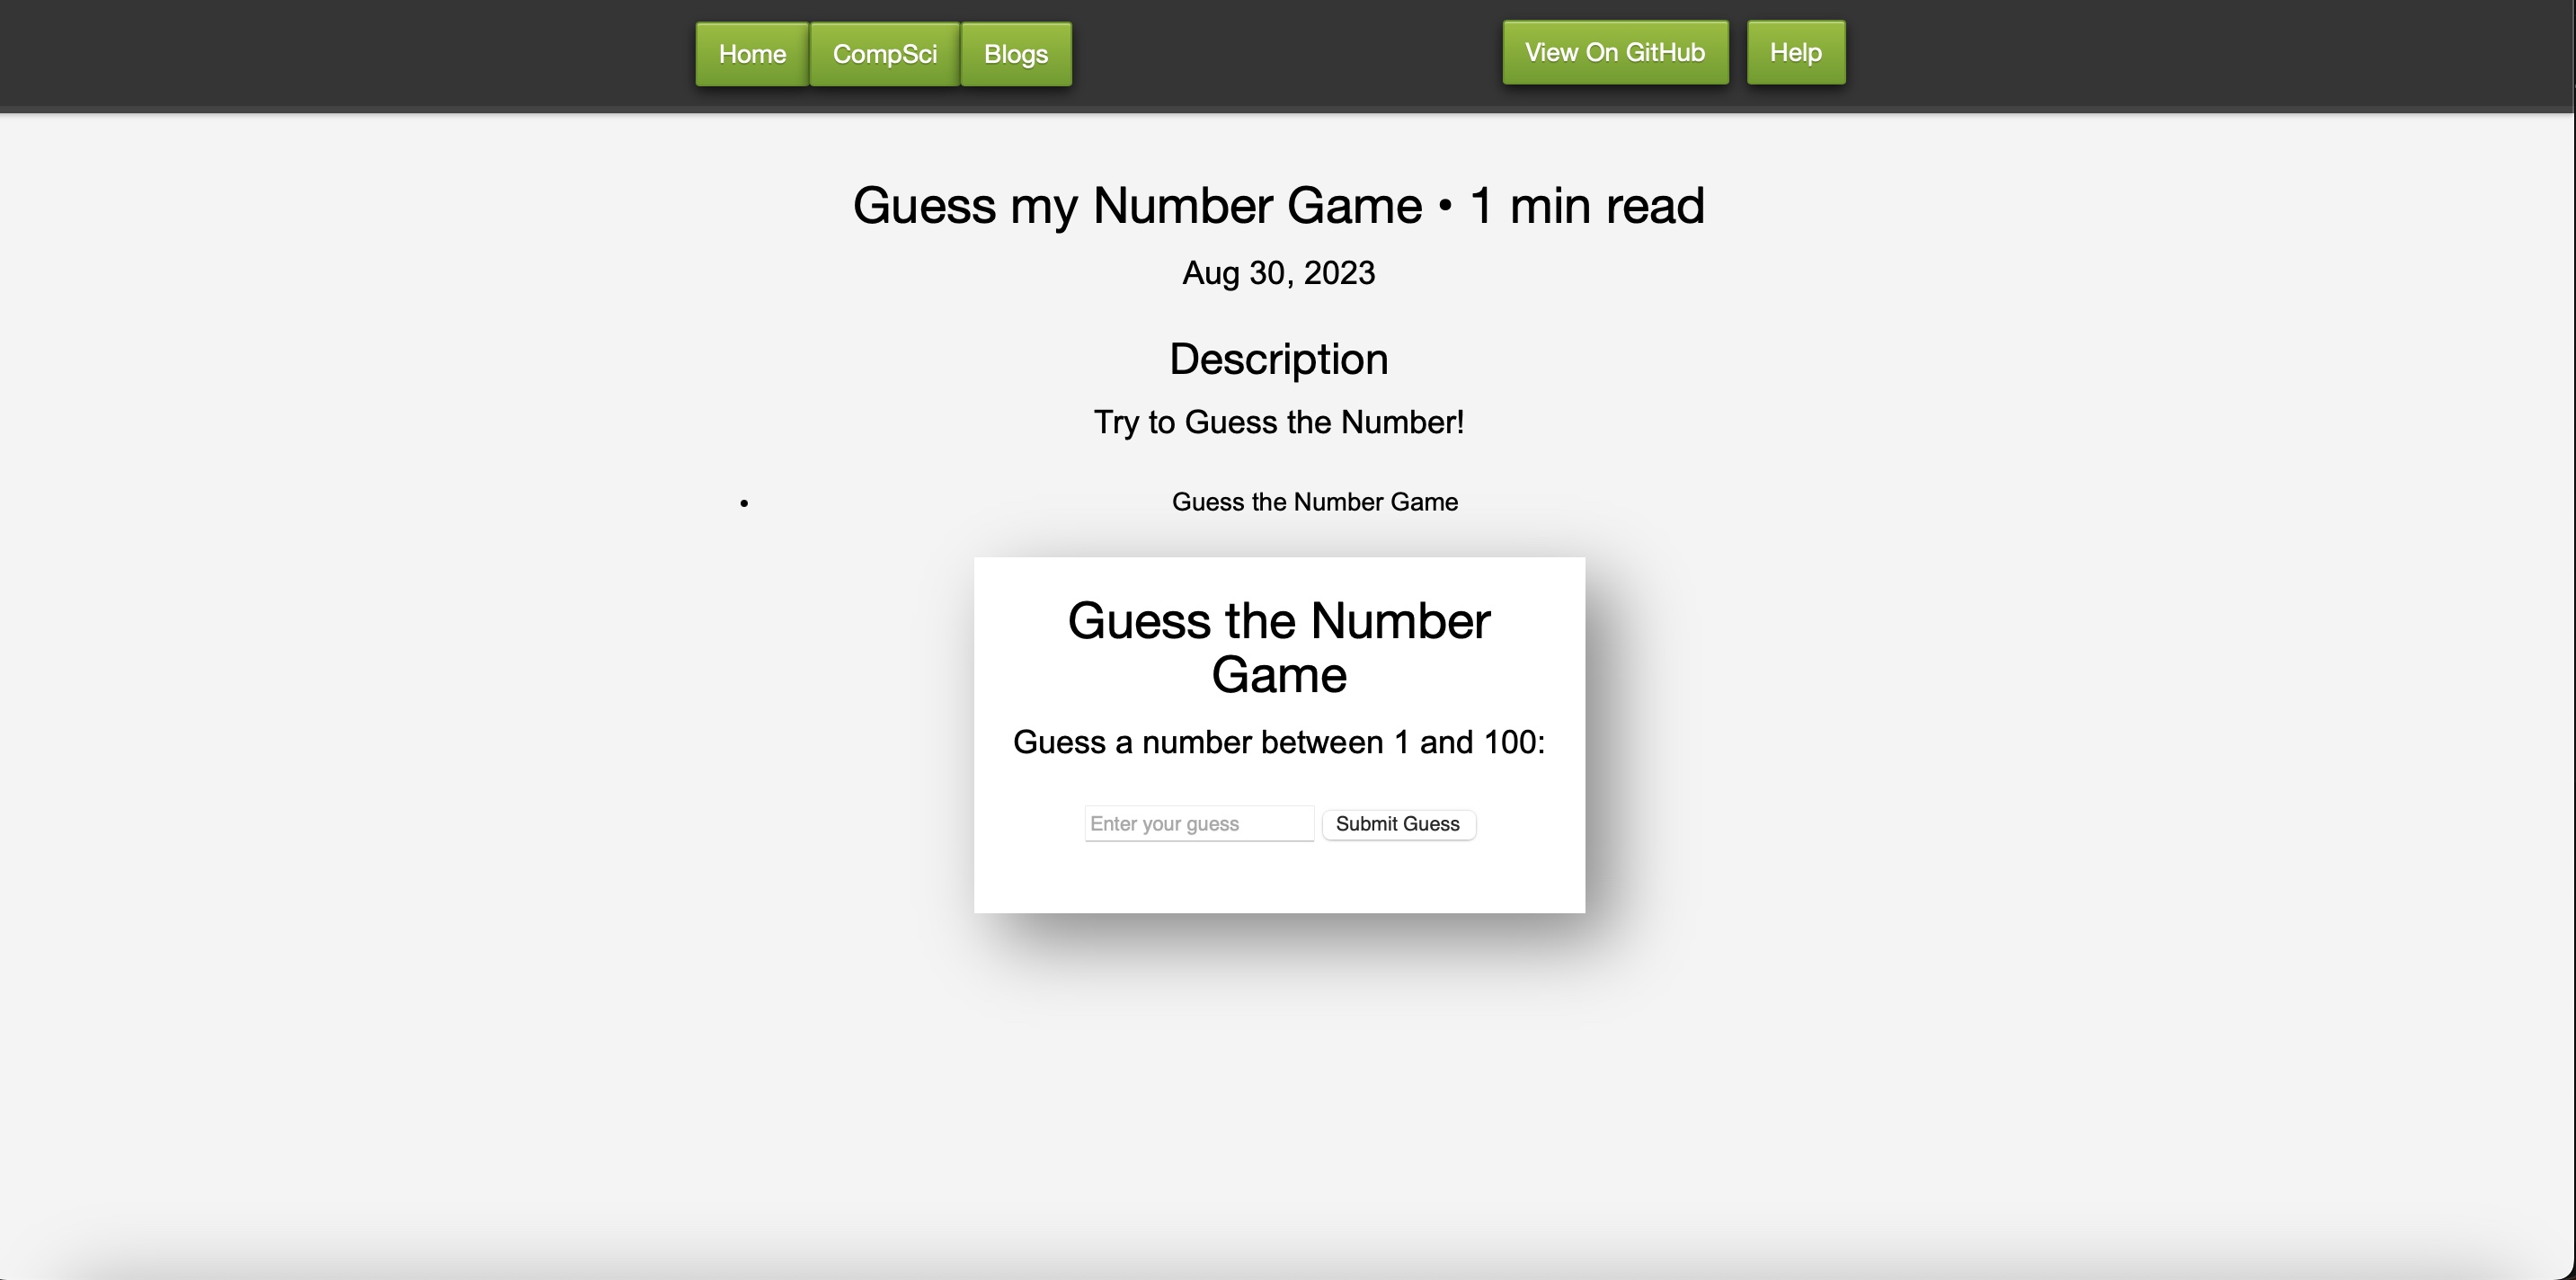 Home CompSci Blogs View On GitHub Help
Guess my Number Game • 1 min read
Aug 30, 2023
Description
Try to Guess the Number!
• Guess the Number Game
Guess the Number
Game
Guess a number between 1 and 100:
Enter your guess Submit Guess